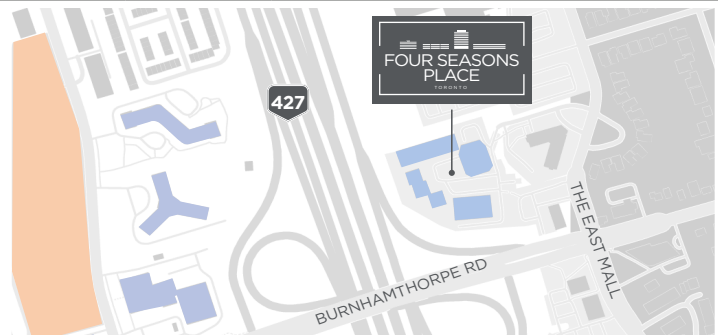 FOUR SEASONS
PLACE
TORONTO
427
THE EAST MALL
BURNHAMTHORPE RD